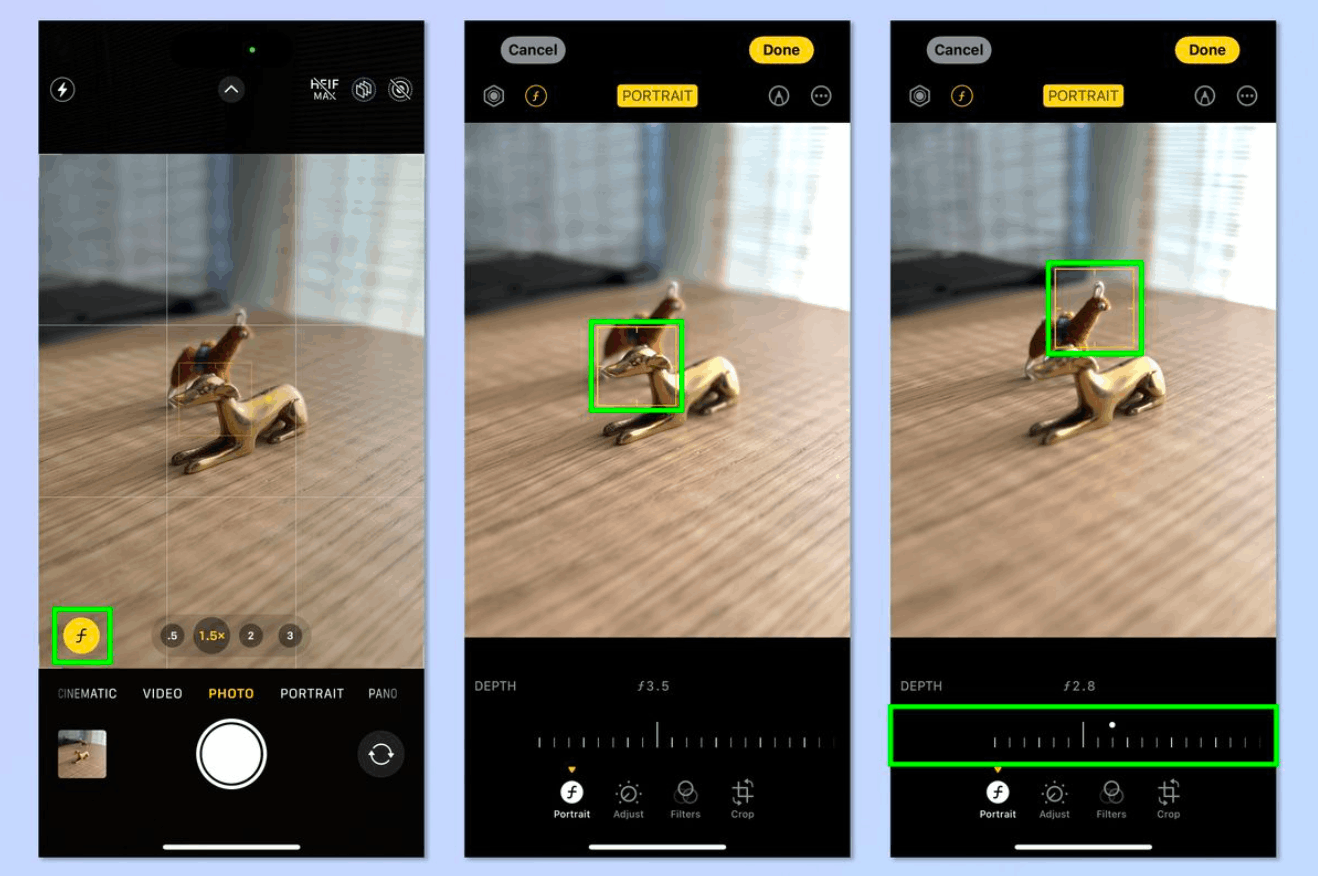 HEIF
MAX
.5 1.5× 2 3
ƒ
CINEMATIC VIDEO PHOTO PORTRAIT PANO
Cancel Done
ƒ PORTRAIT
DEPTH ƒ3.5
ƒ
Portrait Adjust Filters Crop
Cancel Done
ƒ PORTRAIT
DEPTH ƒ2.8
ƒ
Portrait Adjust Filters Crop